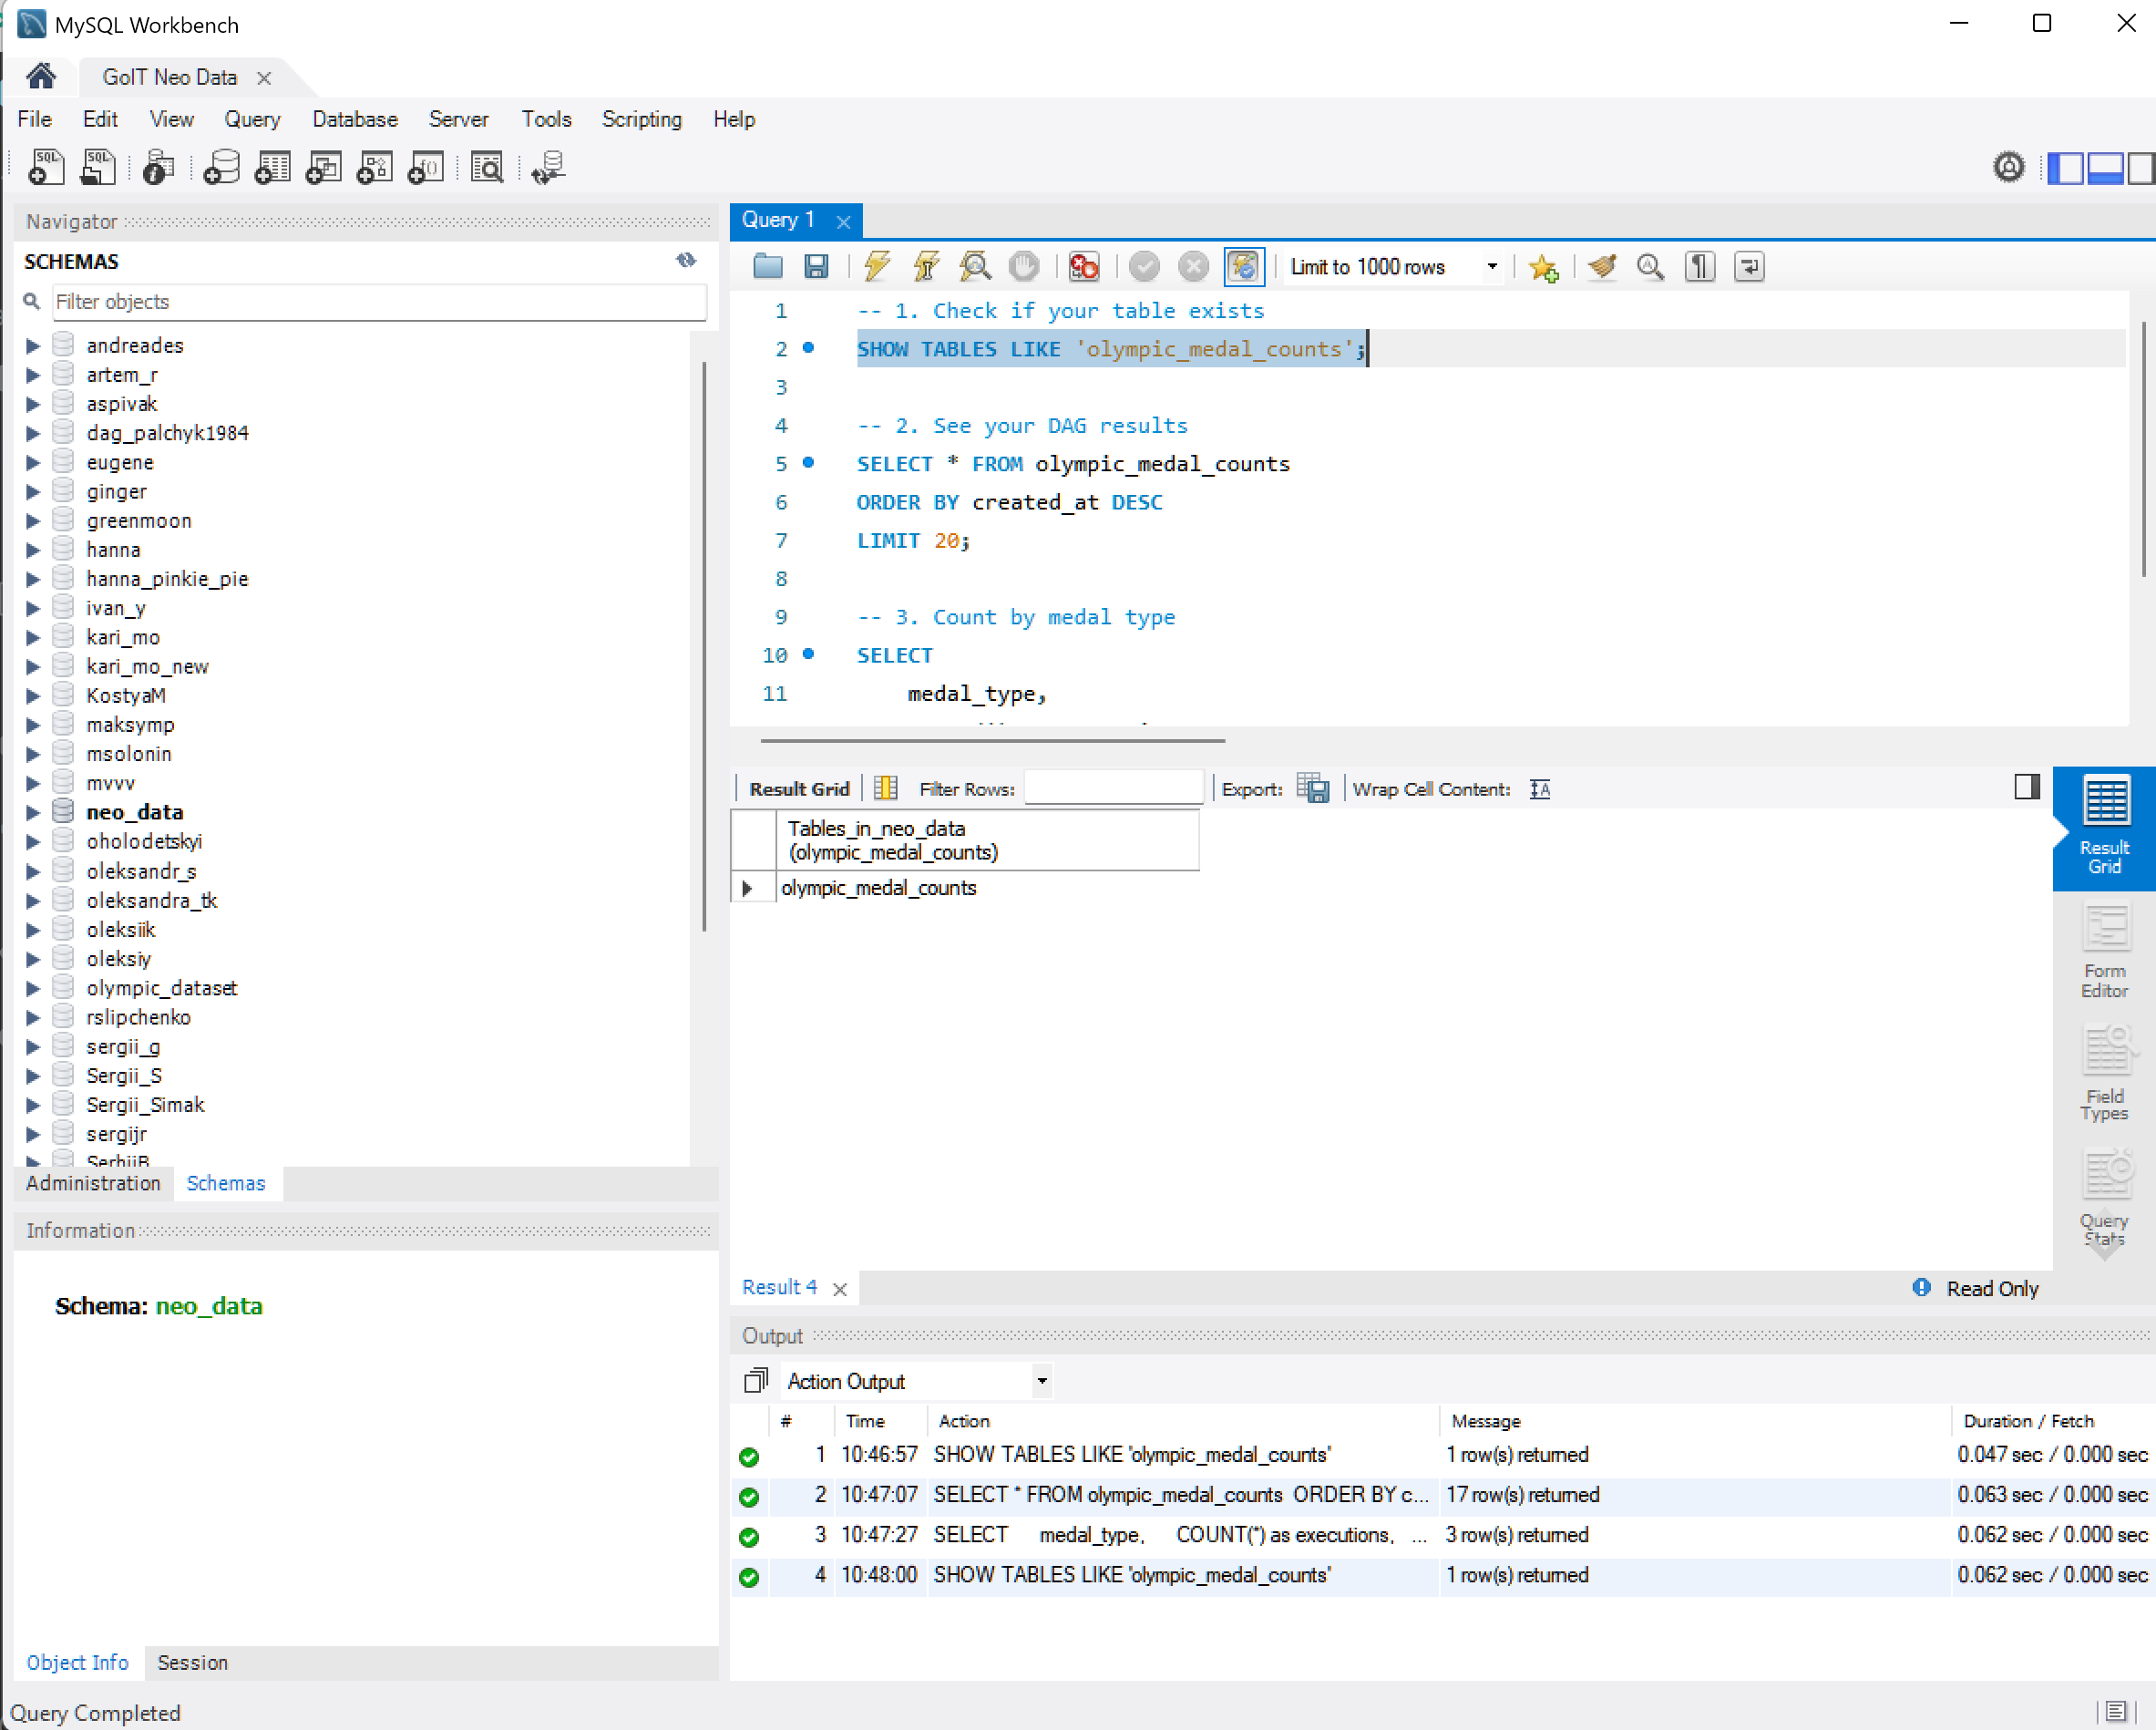 MySQL Workbench
GoIT Neo Data
File Edit View Query Database Server Tools Scripting Help
Navigator
SCHEMAS
Filter objects
andreades
artem_r
aspivak
dag_palchyk1984
eugene
ginger
greenmoon
hanna
hanna_pinkie_pie
ivan_y
kari_mo
kari_mo_new
KostyaM
maksymp
msolonin
mvvv
neo_data
oholodetskyi
oleksandr_s
oleksandra_tk
oleksiik
oleksiy
olympic_dataset
rslipchenko
sergii_g
Sergii_S
Sergii_Simak
sergijr
SerhiiB
Administration Schemas
Information
Schema: neo_data
Object Info Session
Query Completed
Query 1
Limit to 1000 rows
1 -- 1. Check if your table exists
2 SHOW TABLES LIKE 'olympic_medal_counts';
3
4 -- 2. See your DAG results
5 SELECT * FROM olympic_medal_counts
6 ORDER BY created_at DESC
7 LIMIT 20;
8
9 -- 3. Count by medal type
10 SELECT
11 medal_type,
Result Grid Filter Rows: Export: Wrap Cell Content:
Tables_in_neo_data
(olympic_medal_counts)
olympic_medal_counts
Result
Grid
Form
Editor
Field
Types
Query
Stats
Result 4
Read Only
Output
Action Output
# Time Action Message Duration / Fetch
1 10:46:57 SHOW TABLES LIKE 'olympic_medal_counts' 1 row(s) returned 0.047 sec / 0.000 sec
2 10:47:07 SELECT * FROM olympic_medal_counts ORDER BY c... 17 row(s) returned 0.063 sec / 0.000 sec
3 10:47:27 SELECT medal_type, COUNT(*) as executions, ... 3 row(s) returned 0.062 sec / 0.000 sec
4 10:48:00 SHOW TABLES LIKE 'olympic_medal_counts' 1 row(s) returned 0.062 sec / 0.000 sec